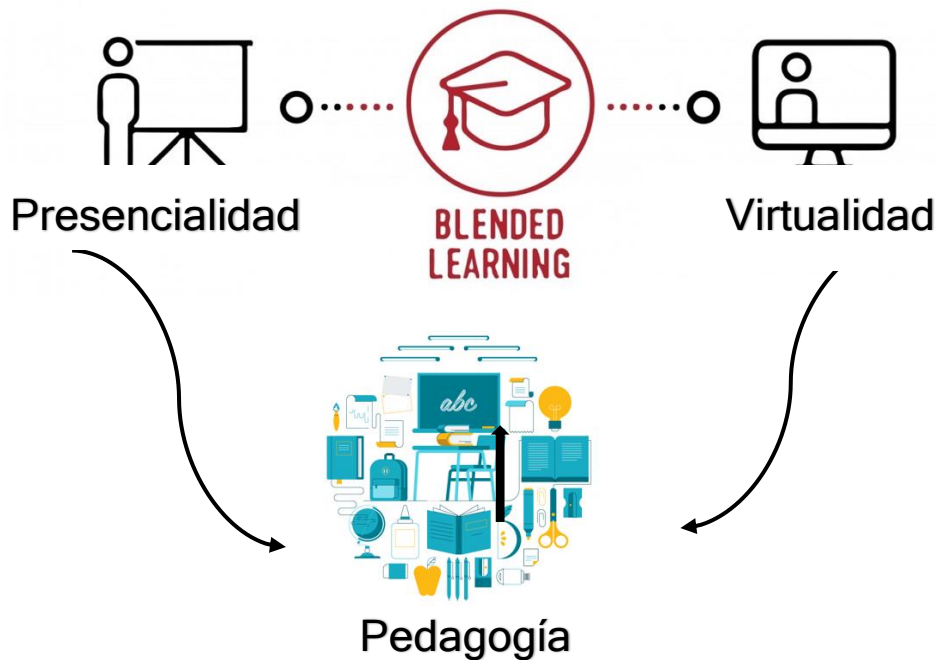 Presencialidad
BLENDED
LEARNING
Virtualidad
abc
Pedagogía